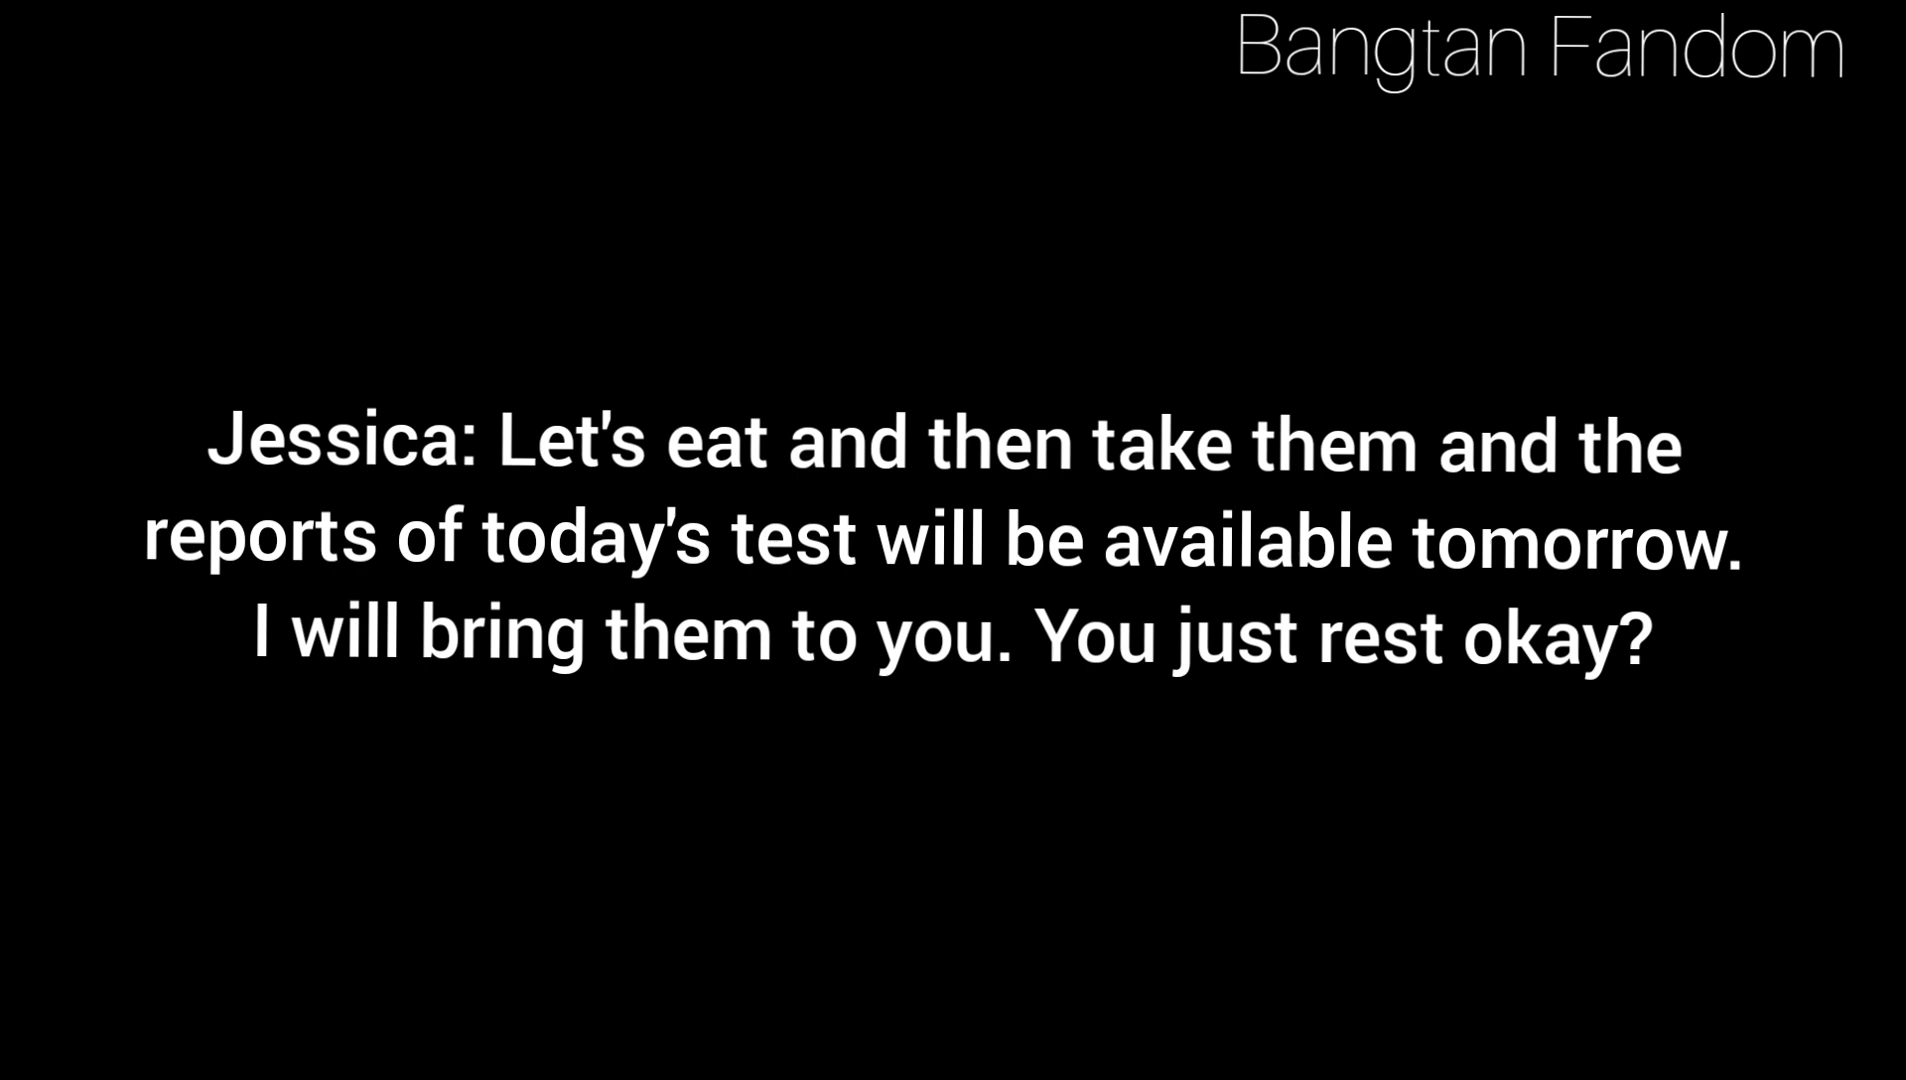 Bangtan Fandom
Jessica: Let's eat and then take them and the
reports of today's test will be available tomorrow.
I will bring them to you. You just rest okay?